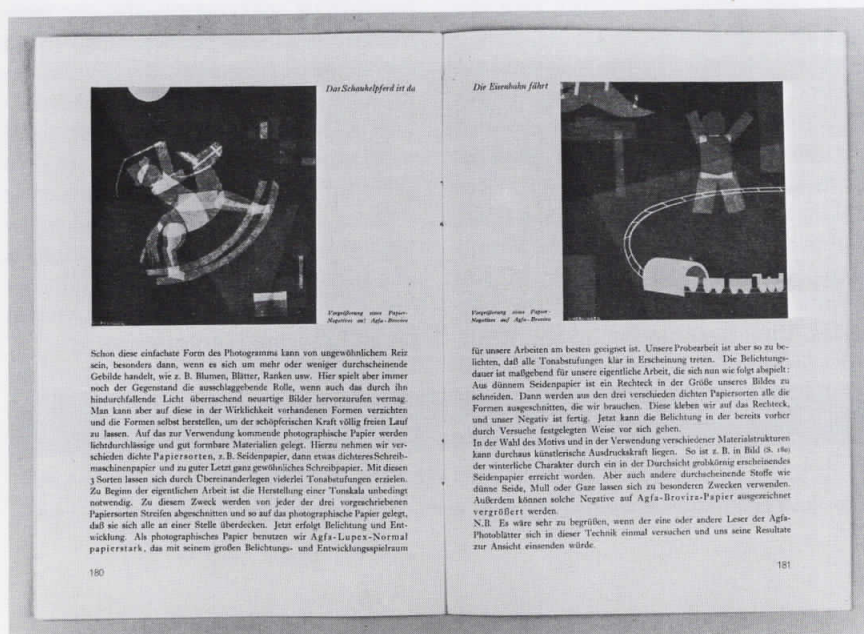 Das Schaukelpferd ist da
Vergrößerung eines Papier-
Negatives auf Agfa-Brovira
Schon diese einfachste Form des Photogramms kann von ungewöhnlichem Reiz
sein, besonders dann, wenn es sich um mehr oder weniger durchscheinende
Gebilde handelt, wie z. B. Blumen, Blätter, Ranken usw. Hier spielt aber immer
noch der Gegenstand die ausschlaggebende Rolle, wenn auch das durch ihn
hindurchfallende Licht überraschend neuartige Bilder hervorzurufen vermag.
Man kann aber auf diese in der Wirklichkeit vorhandenen Formen verzichten
und die Formen selbst herstellen, um der schöpferischen Kraft völlig freien Lauf
zu lassen. Auf das zur Verwendung kommende photographische Papier werden
lichtdurchlässige und gut formbare Materialien gelegt. Hierzu nehmen wir ver-
schieden dichte Papiersorten, z. B. Seidenpapier, dann etwas dichteres Schreib-
maschinenpapier und zu guter Letzt ganz gewöhnliches Schreibpapier. Mit diesen
3 Sorten lassen sich durch Übereinanderlegen vielerlei Tonabstufungen erzielen.
Zu Beginn der eigentlichen Arbeit ist die Herstellung einer Tonskala unbedingt
notwendig. Zu diesem Zweck werden von jeder der drei vorgeschriebenen
Papiersorten Streifen abgeschnitten und so auf das photographische Papier gelegt,
daß sie sich alle an einer Stelle überdecken. Jetzt erfolgt Belichtung und Ent-
wicklung. Als photographisches Papier benutzen wir Agfa-Lupex-Normal
papierstark, das mit seinem großen Belichtungs- und Entwicklungsspielraum
180
Die Eisenbahn fährt
Vergrößerung eines Papier-
Negatives auf Agfa-Brovira
für unsere Arbeiten am besten geeignet ist. Unsere Probearbeit ist aber so zu be-
lichten, daß alle Tonabstufungen klar in Erscheinung treten. Die Belichtungs-
dauer ist maßgebend für unsere eigentliche Arbeit, die sich nun wie folgt abspielt:
Aus dünnem Seidenpapier ist ein Rechteck in der Größe unseres Bildes zu
schneiden. Dann werden aus den drei verschieden dichten Papiersorten alle die
Formen ausgeschnitten, die wir brauchen. Diese kleben wir auf das Rechteck,
und unser Negativ ist fertig. Jetzt kann die Belichtung in der bereits vorher
durch Versuche festgelegten Weise vor sich gehen.
In der Wahl des Motivs und in der Verwendung verschiedener Materialstrukturen
kann durchaus künstlerische Ausdruckskraft liegen. So ist z. B. in Bild (S. 180)
der winterliche Charakter durch ein in der Durchsicht grobkörnig erscheinendes
Seidenpapier erreicht worden. Aber auch andere durchscheinende Stoffe wie
dünne Seide, Mull oder Gaze lassen sich zu besonderen Zwecken verwenden.
Außerdem können solche Negative auf Agfa-Brovira-Papier ausgezeichnet
vergrößert werden.
N.B. Es wäre sehr zu begrüßen, wenn der eine oder andere Leser der Agfa-
Photoblätter sich in dieser Technik einmal versuchen und uns seine Resultate
zur Ansicht einsenden würde.
181